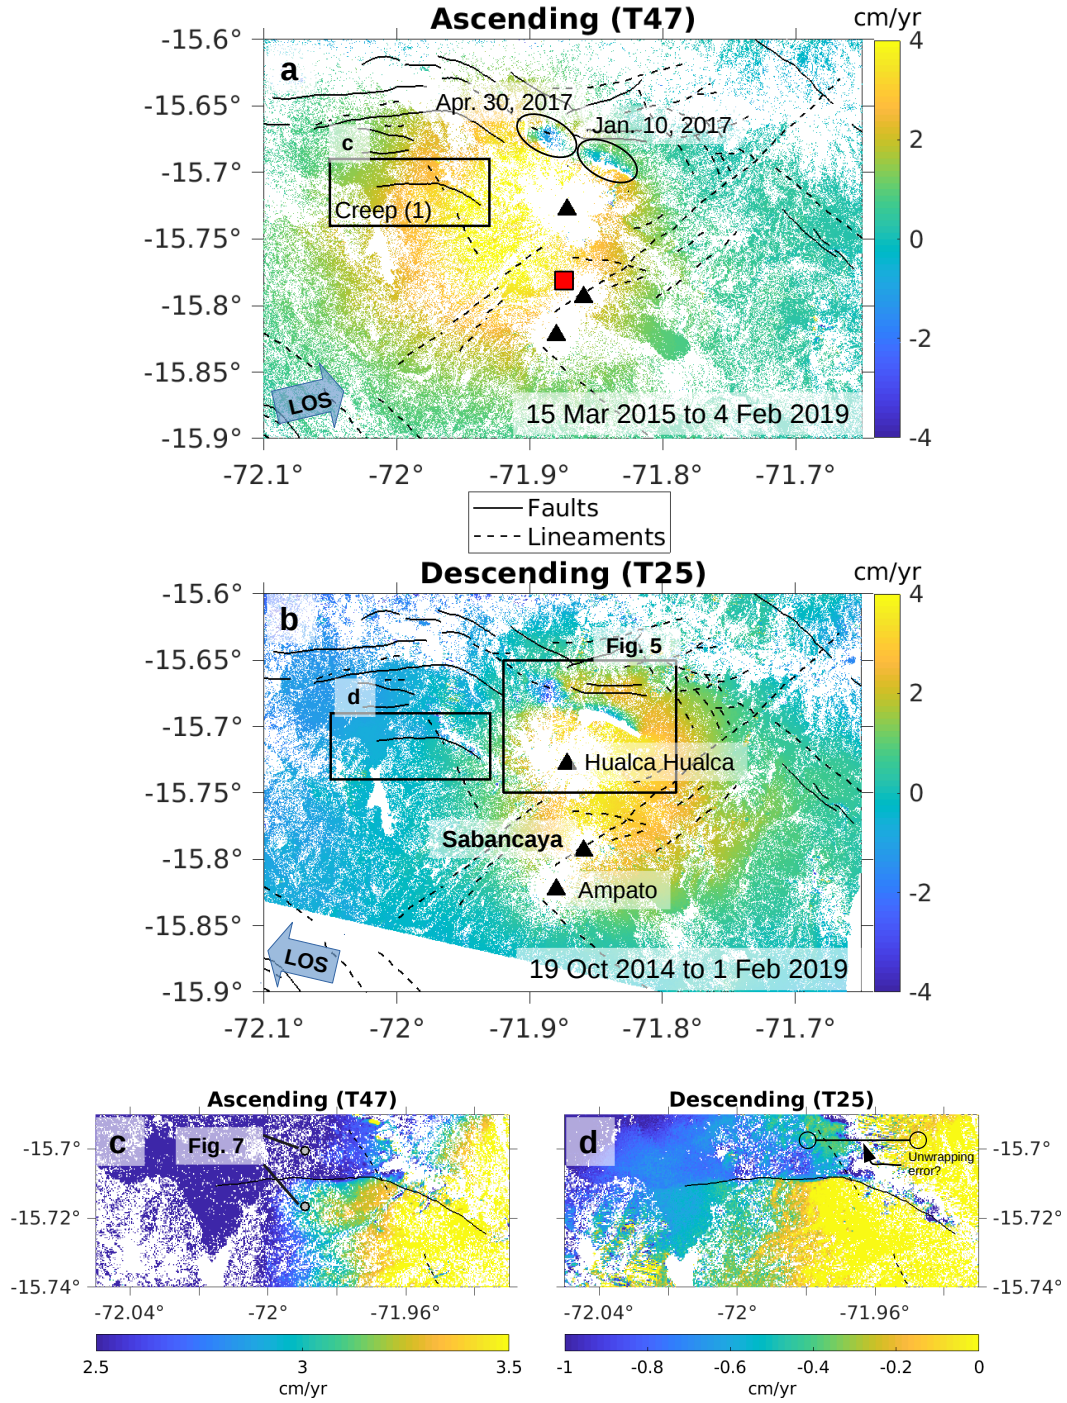 Ascending (T47)
cm/yr
-15.6°
-15.65°
-15.7°
-15.75°
-15.8°
-15.85°
-15.9°
a
Apr. 30, 2017
Jan. 10, 2017
c
Creep (1)
LOS
15 Mar 2015 to 4 Feb 2019
4
2
0
-2
-4
-72.1°
-72°
-71.9°
-71.8°
-71.7°
Faults
Lineaments
Descending (T25)
cm/yr
-15.6°
-15.65°
-15.7°
-15.75°
-15.8°
-15.85°
-15.9°
b
Fig. 5
d
Hualca Hualca
Sabancaya
Ampato
LOS
19 Oct 2014 to 1 Feb 2019
4
2
0
-2
-4
-72.1°
-72°
-71.9°
-71.8°
-71.7°
Ascending (T47)
-15.7°
-15.72°
-15.74°
c
Fig. 7
-72.04°
-72°
-71.96°
2.5
3
3.5
cm/yr
Descending (T25)
d
Unwrapping
error?
-15.7°
-15.72°
-15.74°
-72.04°
-72°
-71.96°
-1
-0.8
-0.6
-0.4
-0.2
0
cm/yr